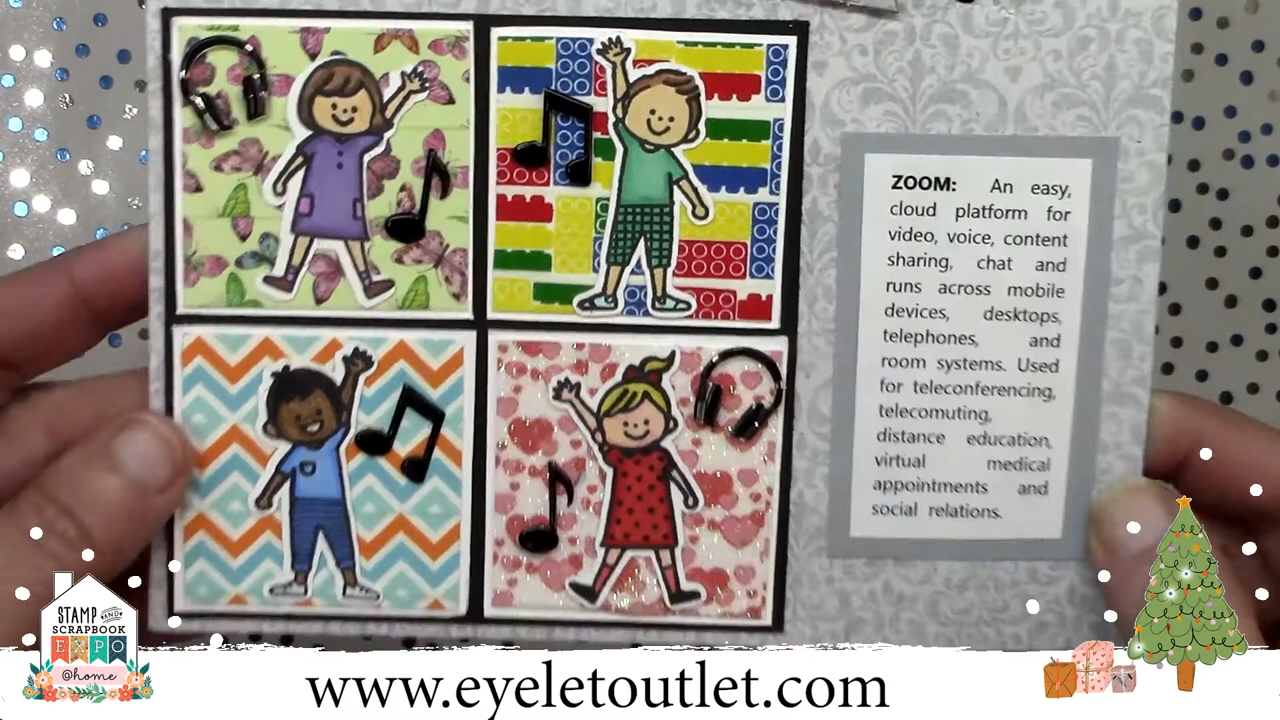 ZOOM: An easy,
cloud platform for
video, voice, content
sharing, chat and
runs across mobile
devices, desktops,
telephones, and
room systems. Used
for teleconferencing,
telecomuting,
distance education,
virtual medical
appointments and
social relations.
STAMP AND
SCRAPBOOK
EXPO
@home
www.eyeletoutlet.com